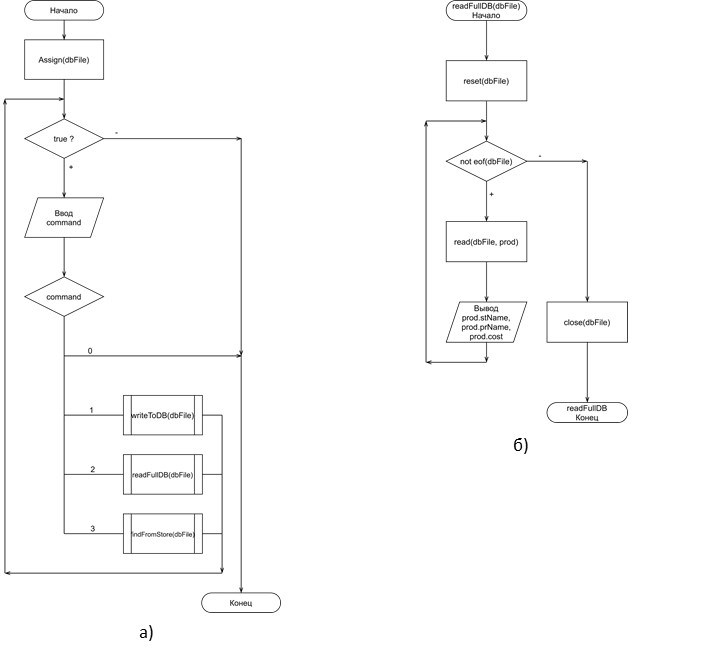 Начало
Assign(dbFile)
true ?
-
+
Ввод
command
command
0
1
writeToDB(dbFile)
2
readFullDB(dbFile)
3
findFromStore(dbFile)
Конец
а)
readFullDB(dbFile)
Начало
reset(dbFile)
not eof(dbFile)
-
+
read(dbFile, prod)
Вывод
prod.stName,
prod.prName,
prod.cost
close(dbFile)
readFullDB
Конец
б)